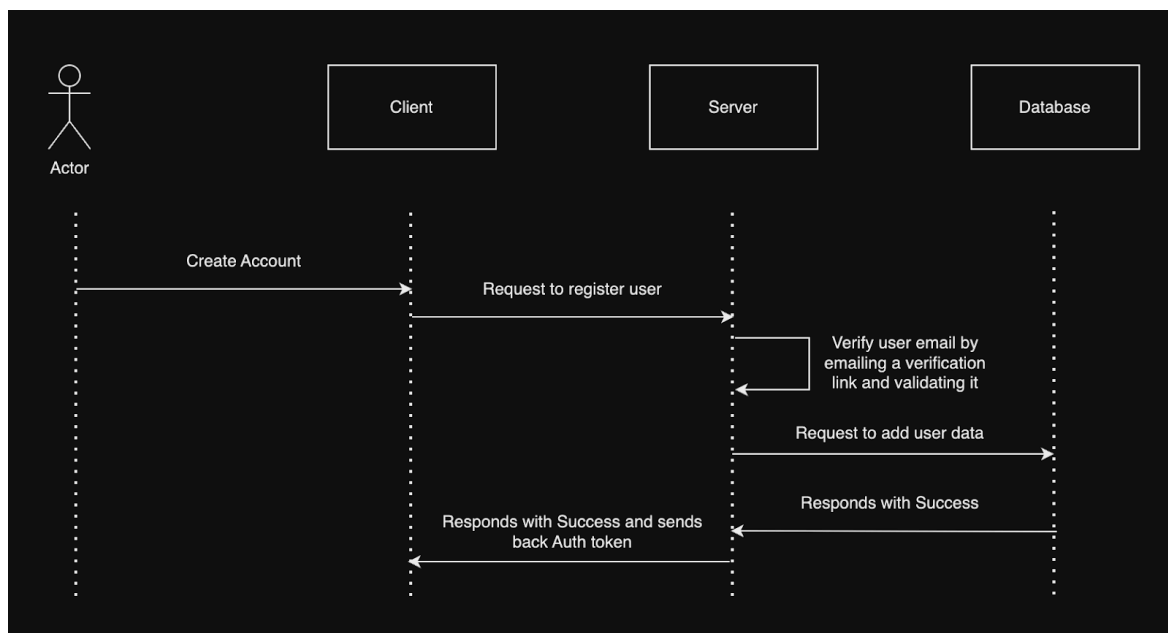 Client
Server
Database
Actor
Create Account
Request to register user
Verify user email by
emailing a verification
link and validating it
Request to add user data
Responds with Success
Responds with Success and sends
back Auth token